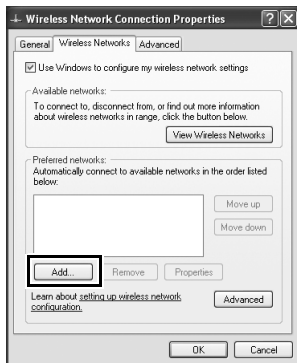 Wireless Network Connection Properties
General Wireless Networks Advanced
Use Windows to configure my wireless network settings
Available networks:
To connect to, disconnect from, or find out more information
about wireless networks in range, click the button below.
View Wireless Networks
Preferred networks:
Automatically connect to available networks in the order listed
below:
Move up
Move down
Add... Remove Properties
Learn about setting up wireless network
configuration.
Advanced
OK Cancel